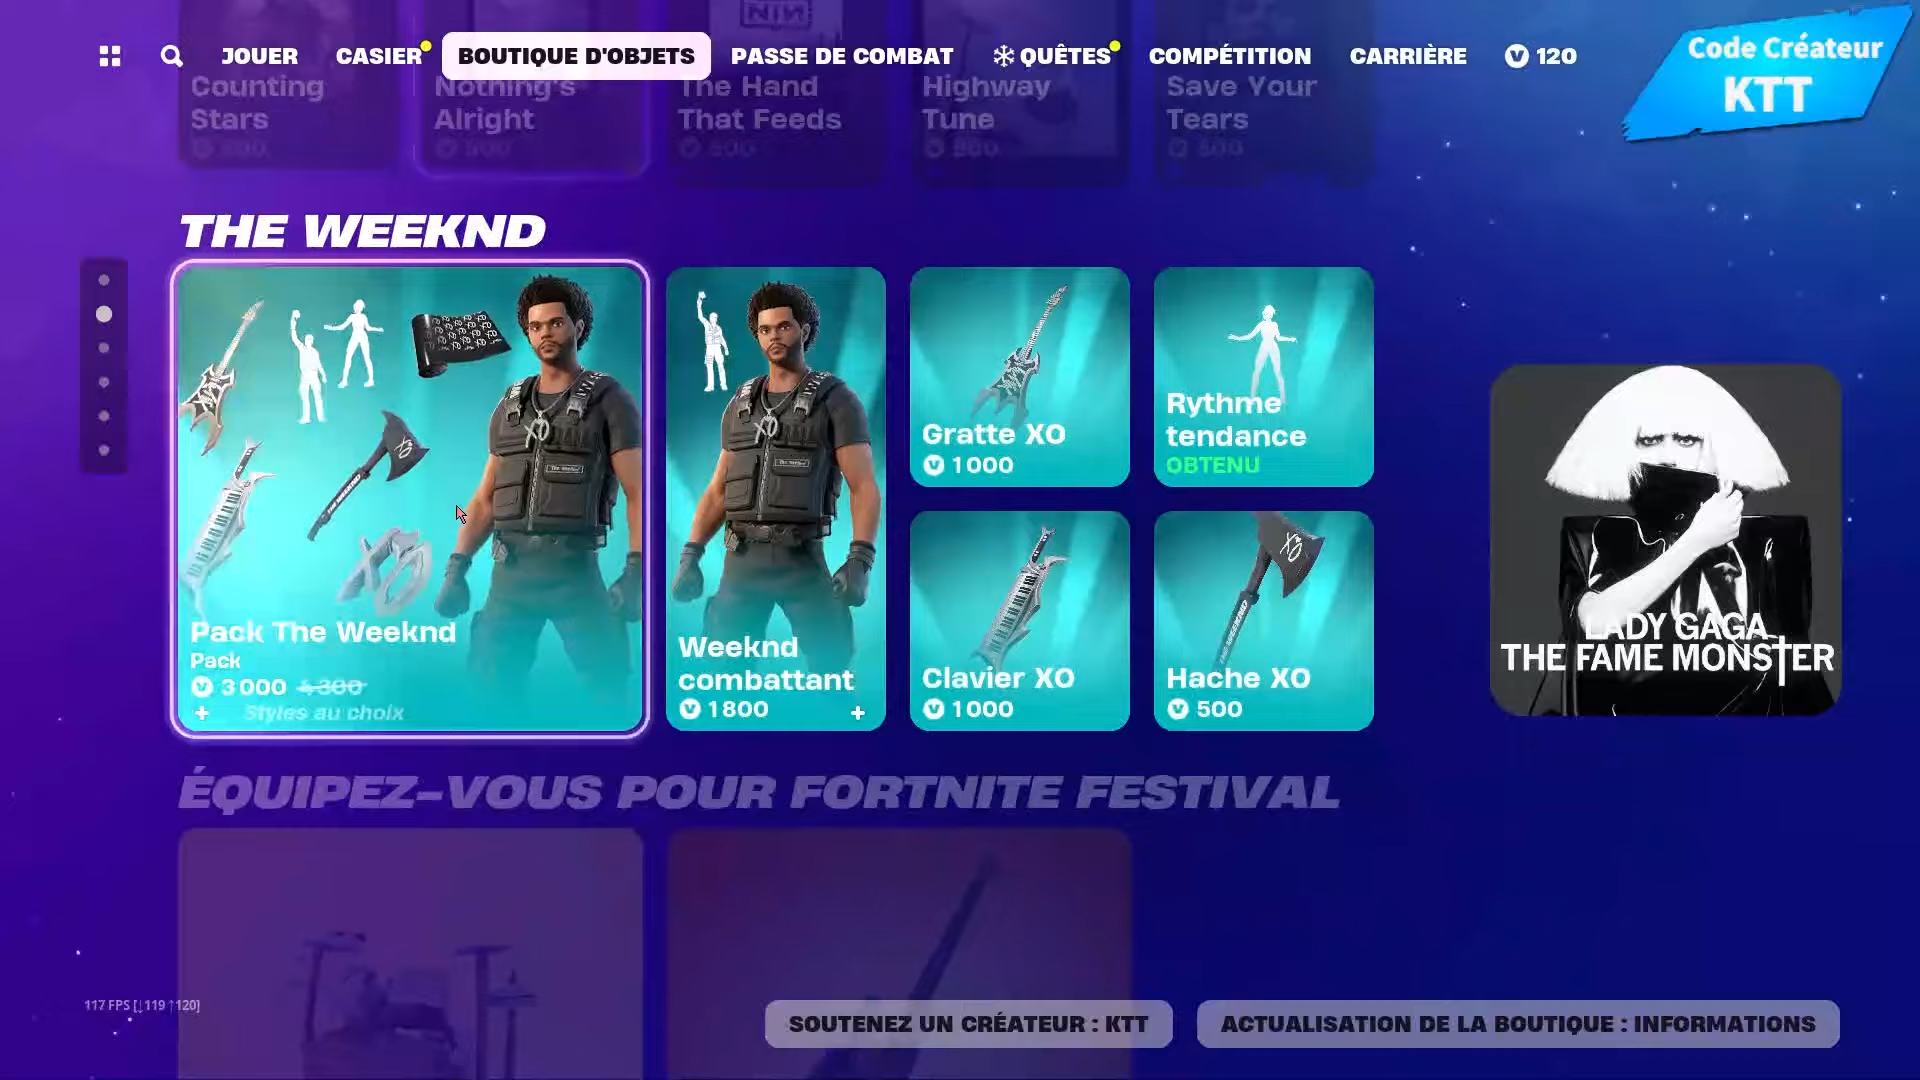 JOUER
CASIER
BOUTIQUE D'OBJETS
PASSE DE COMBAT
QUÊTES
COMPÉTITION
CARRIÈRE
120
Code Créateur
KTT
Counting
Stars
Nothing's
Alright
500
The Hand
That Feeds
500
Highway
Tune
Save Your
Tears
500
THE WEEKND
Pack The Weeknd
Pack
3 000 4 300
Styles au choix
Weeknd
combattant
1 800
Gratte XO
1 000
Rythme
tendance
OBTENU
Clavier XO
1 000
Hache XO
500
LADY GAGA
THE FAME MONSTER
ÉQUIPEZ-VOUS POUR FORTNITE FESTIVAL
117 FPS [↓119 ↑120]
SOUTENEZ UN CRÉATEUR : KTT
ACTUALISATION DE LA BOUTIQUE : INFORMATIONS